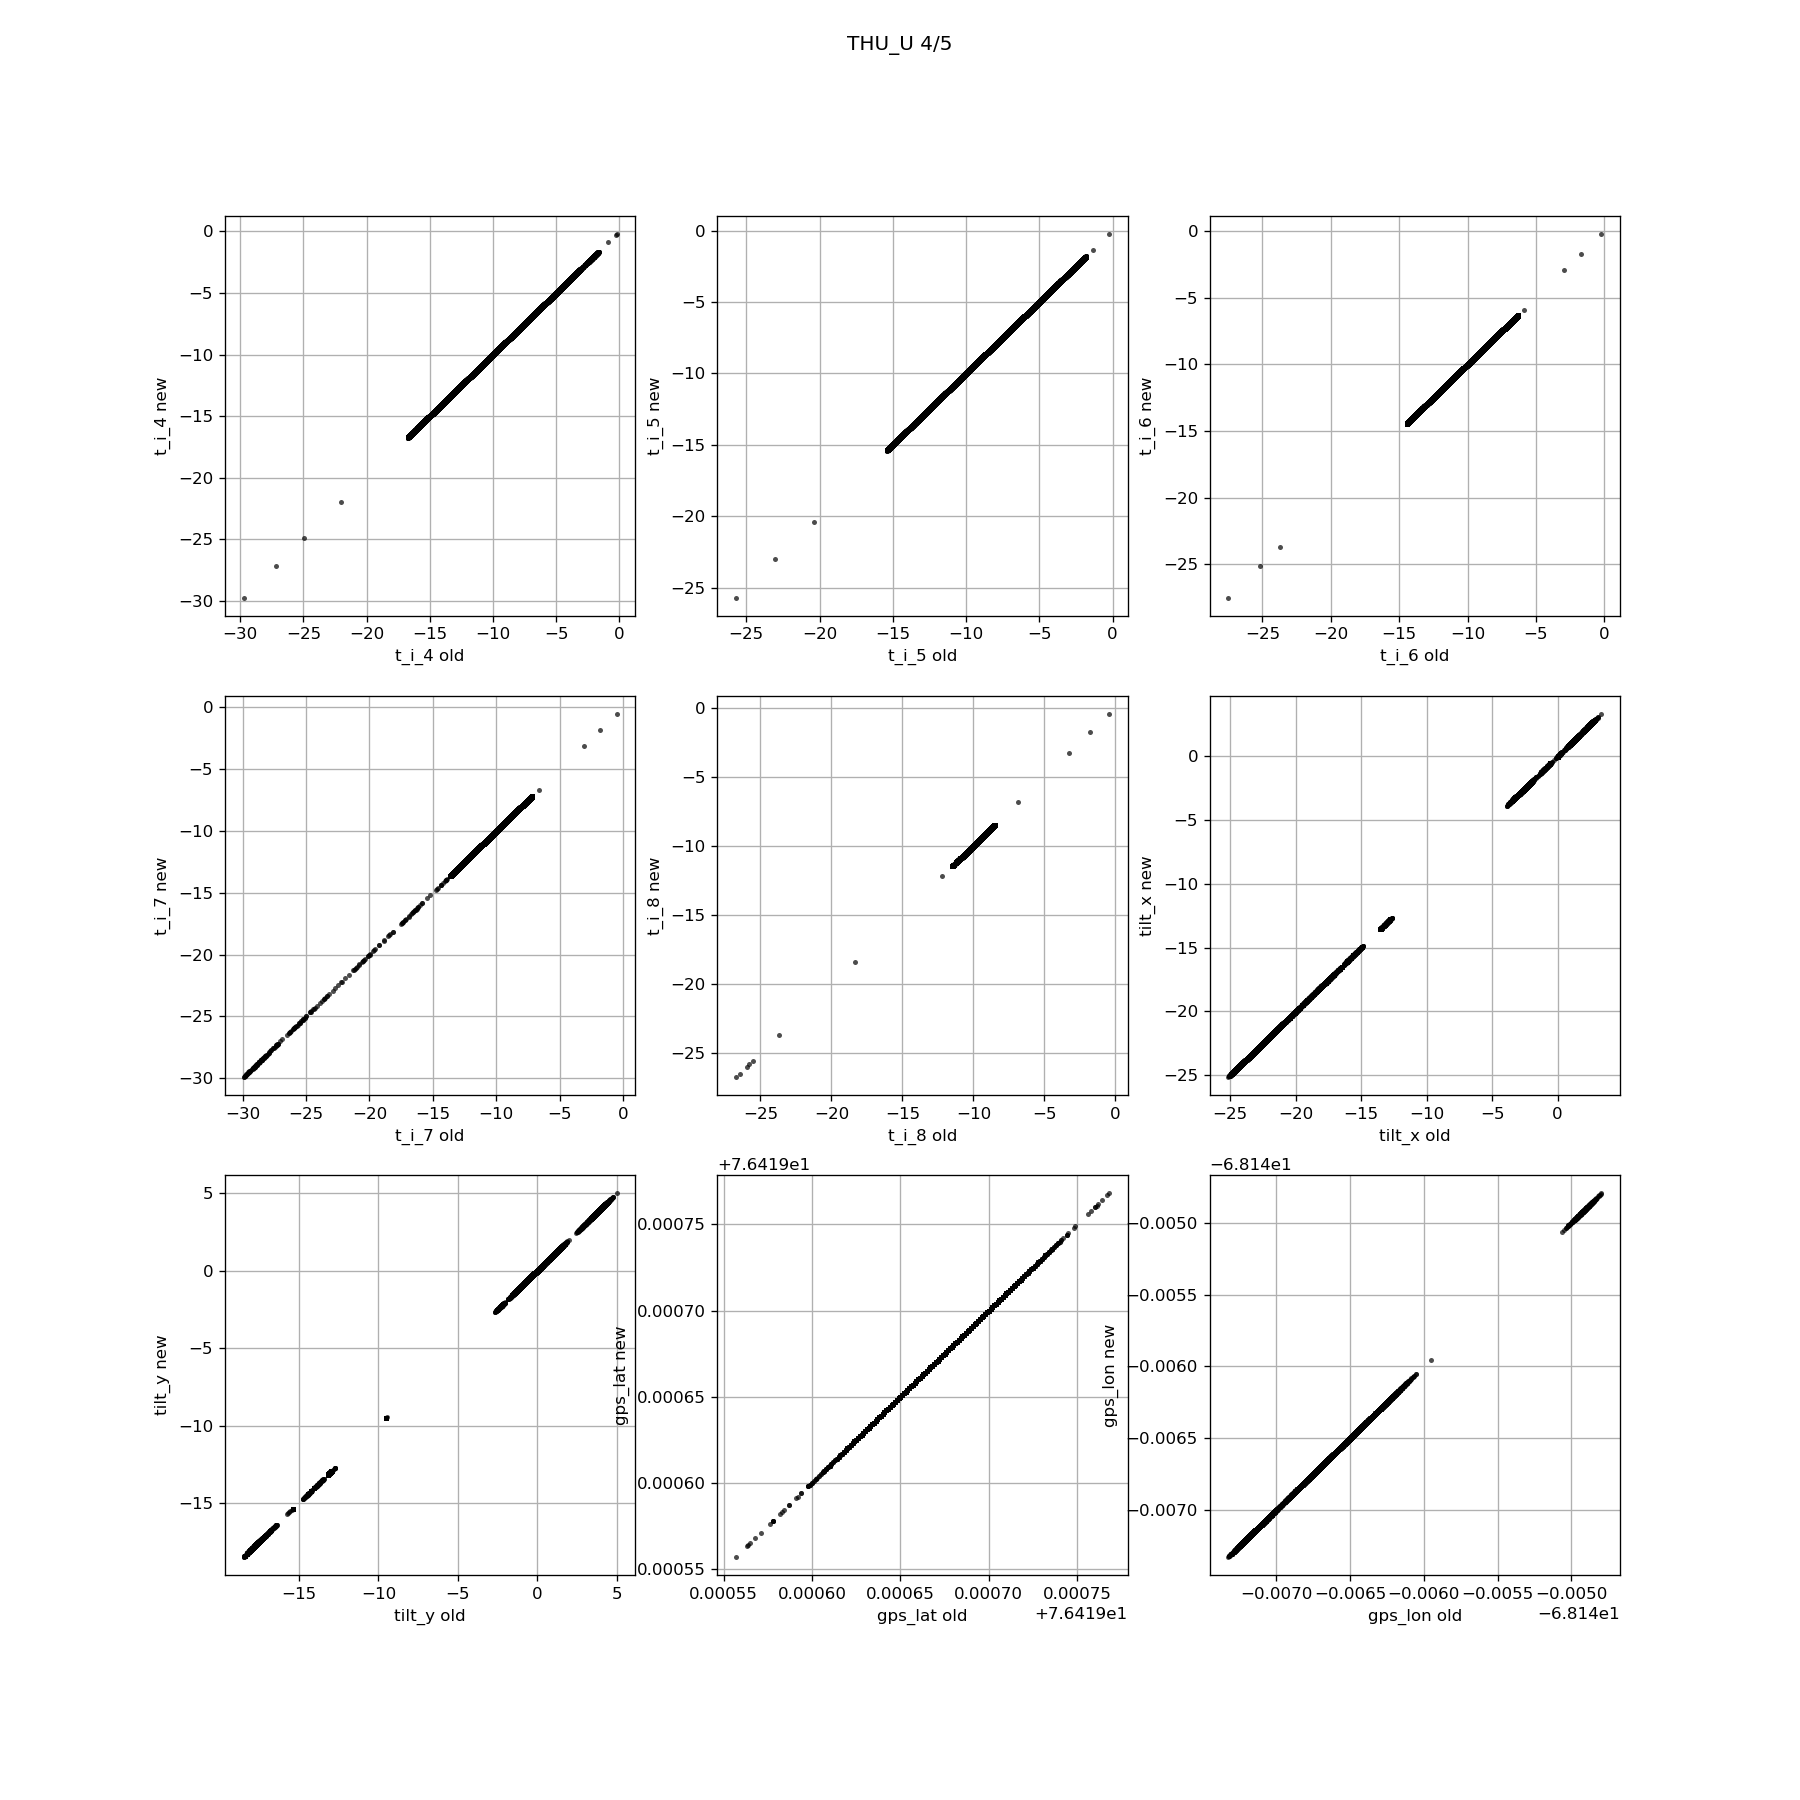 THU_U 4/5
0
−5
−10
−15
−20
−25
−30
t_i_4 new
−30 −25 −20 −15 −10 −5 0
t_i_4 old
0
−5
−10
−15
−20
−25
t_i_5 new
−25 −20 −15 −10 −5 0
t_i_5 old
0
−5
−10
−15
−20
−25
t_i_6 new
−25 −20 −15 −10 −5 0
t_i_6 old
0
−5
−10
−15
−20
−25
−30
t_i_7 new
−30 −25 −20 −15 −10 −5 0
t_i_7 old
0
−5
−10
−15
−20
−25
t_i_8 new
−25 −20 −15 −10 −5 0
t_i_8 old
0
−5
−10
−15
−20
−25
tilt_x new
−25 −20 −15 −10 −5 0
tilt_x old
5
0
−5
−10
−15
tilt_y new
−15 −10 −5 0 5
tilt_y old
+7.6419e1
0.00075
0.00070
0.00065
0.00060
0.00055
gps_lat new
0.00055 0.00060 0.00065 0.00070 0.00075
gps_lat old
+7.6419e1
−6.814e1
−0.0050
−0.0055
−0.0060
−0.0065
−0.0070
gps_lon new
−0.0070 −0.0065 −0.0060 −0.0055 −0.0050
gps_lon old
−6.814e1